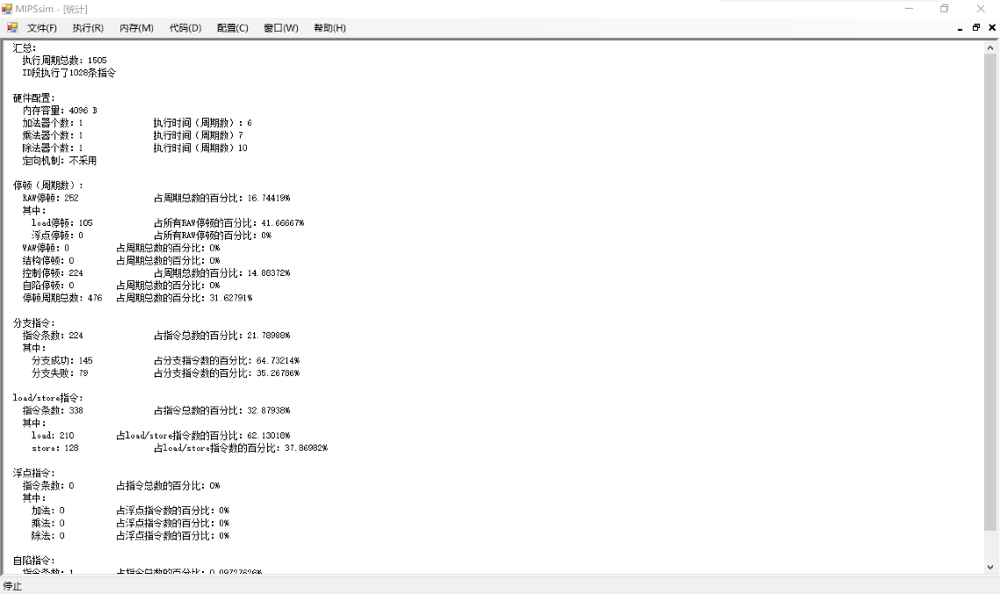 MIPSsim - [统计]
文件(F) 执行(R) 内存(M) 代码(D) 配置(C) 窗口(W) 帮助(H)
汇总:
执行周期总数: 1505
ID段执行了1028条指令
硬件配置:
内存容量: 4096 B
加法器个数: 1 执行时间（周期数）: 6
乘法器个数: 1 执行时间（周期数）7
除法器个数: 1 执行时间（周期数）10
定向机制: 不采用
停顿（周期数）:
RAW停顿: 252 占周期总数的百分比: 16.74419%
其中:
load停顿: 105 占所有RAW停顿的百分比: 41.66667%
浮点停顿: 0 占所有RAW停顿的百分比: 0%
WAW停顿: 0 占周期总数的百分比: 0%
结构停顿: 0 占周期总数的百分比: 0%
控制停顿: 224 占周期总数的百分比: 14.88372%
自陷停顿: 0 占周期总数的百分比: 0%
停顿周期总数: 476 占周期总数的百分比: 31.62791%
分支指令:
指令条数: 224 占指令总数的百分比: 21.78988%
其中:
分支成功: 145 占分支指令数的百分比: 64.73214%
分支失败: 79 占分支指令数的百分比: 35.26786%
load/store指令:
指令条数: 338 占指令总数的百分比: 32.87938%
其中:
load: 210 占load/store指令数的百分比: 62.13018%
store: 128 占load/store指令数的百分比: 37.86982%
浮点指令:
指令条数: 0 占指令总数的百分比: 0%
其中:
加法: 0 占浮点指令数的百分比: 0%
乘法: 0 占浮点指令数的百分比: 0%
除法: 0 占浮点指令数的百分比: 0%
自陷指令:
指令条数: 1 占指令总数的百分比: 0.09727626%
停止